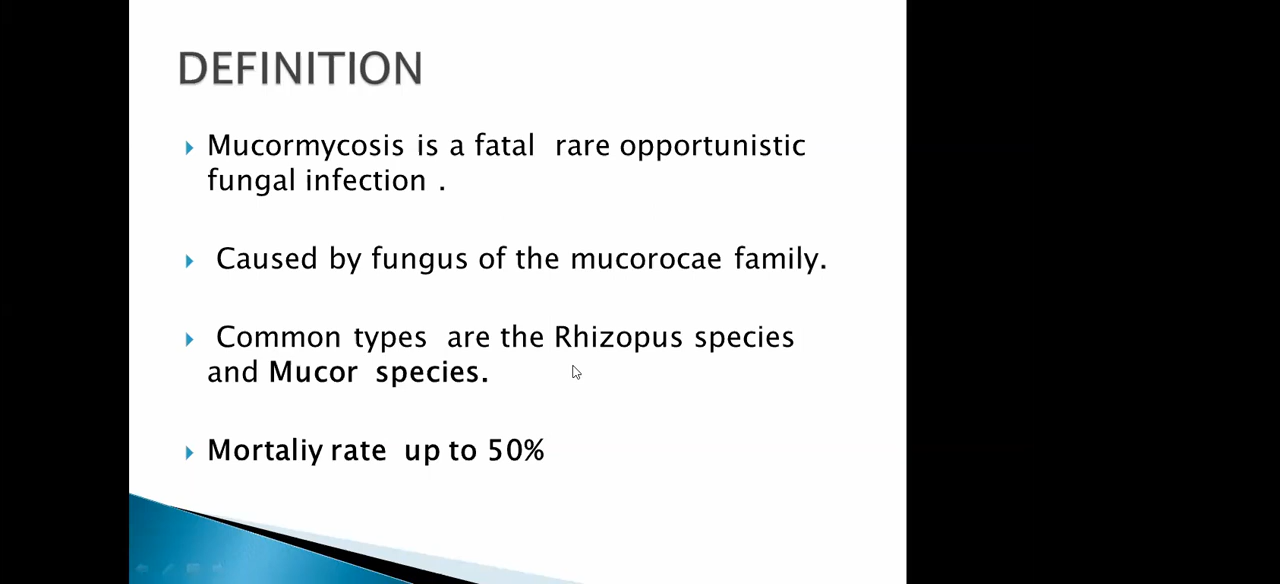 DEFINITION
Mucormycosis is a fatal rare opportunistic
fungal infection .
Caused by fungus of the mucorocae family.
Common types are the Rhizopus species
and Mucor species.
Mortaliy rate up to 50%